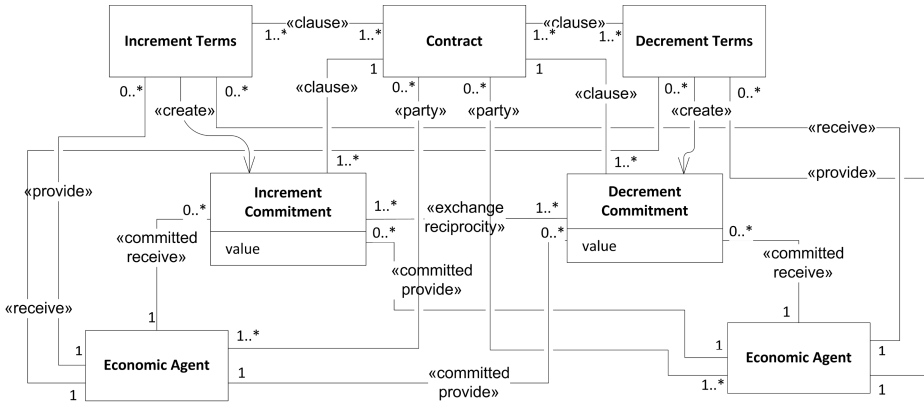 Increment Terms
«clause»
1..*
1..*
Contract
«clause»
1..*
1..*
Decrement Terms
0..*
0..*
1
0..*
0..*
1
0..*
0..*
«create»
«clause»
«party»
«party»
«clause»
«create»
«receive»
«provide»
1..*
1..*
«provide»
Increment
Commitment
value
Decrement
Commitment
value
0..*
1..*
«exchange
reciprocity»
1..*
0..*
0..*
0..*
«committed
receive»
«committed
provide»
«committed
receive»
«receive»
1
1
1..*
1
1
Economic Agent
Economic Agent
1
1
1
«committed
provide»
1..*
1